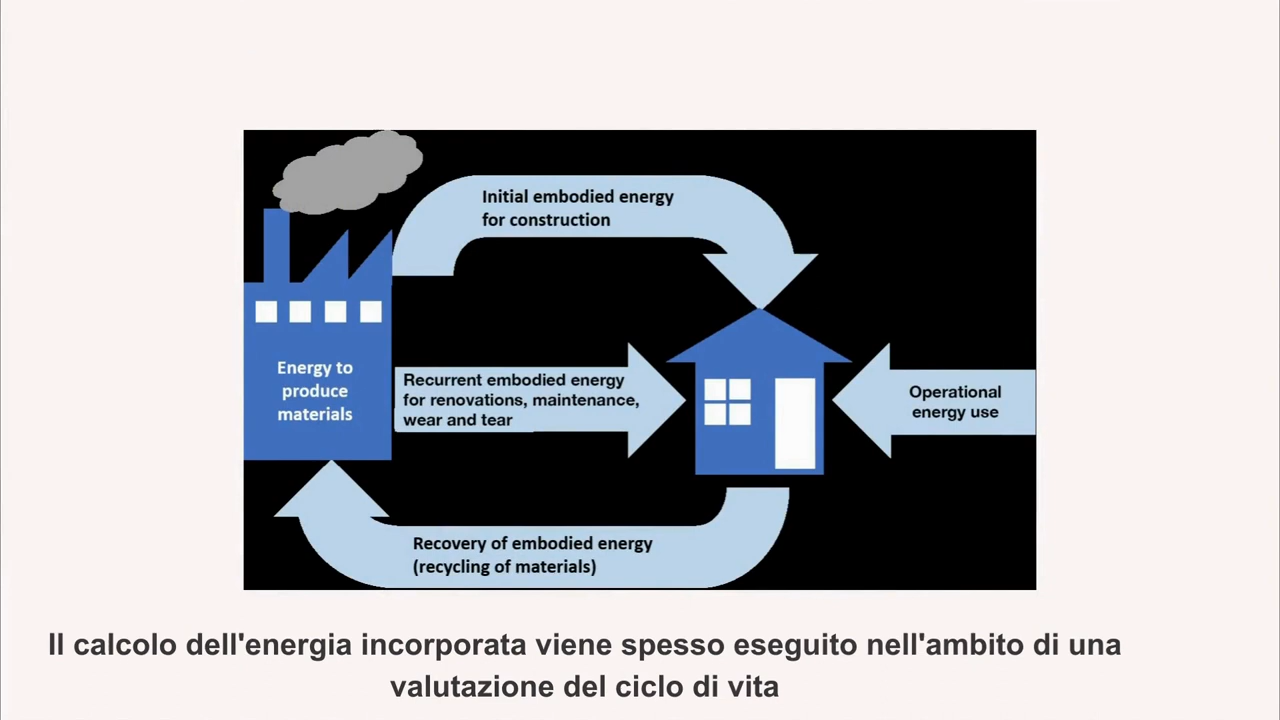 Initial embodied energy
for construction
Energy to
produce
materials
Recurrent embodied energy
for renovations, maintenance,
wear and tear
Operational
energy use
Recovery of embodied energy
(recycling of materials)
Il calcolo dell'energia incorporata viene spesso eseguito nell'ambito di una
valutazione del ciclo di vita